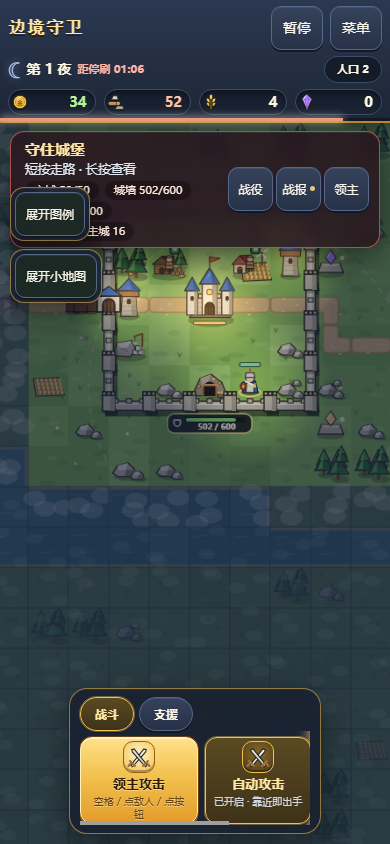 边境守卫
暂停
菜单
第 1 夜 距停刷 01:06
人口 2
34
52
4
0
守住城堡
短按走路 · 长按查看
城墙 502/600
战役
战报
领主
展开图例
主城 16
展开小地图
502 / 600
战斗
支援
领主攻击
空格 / 点敌人 / 点按钮
自动攻击
已开启 · 靠近即出手